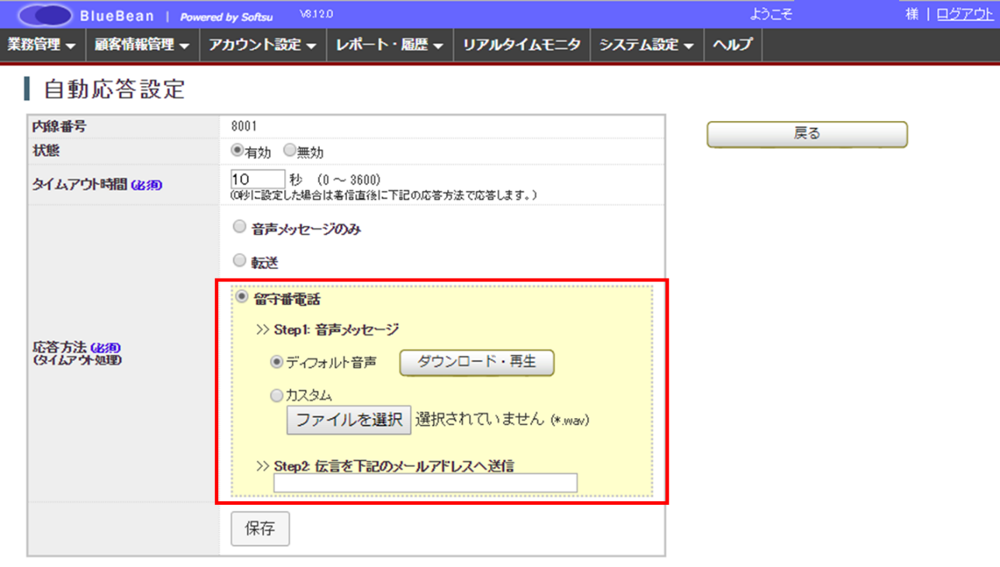 BlueBean | Powered by Softsu V8.12.0 ようこそ 様 | ログアウト
業務管理 顧客情報管理 アカウント設定 レポート・履歴 リアルタイムモニタ システム設定 ヘルプ
自動応答設定
内線番号 8001
戻る
状態 有効 無効
タイムアウト時間 (必須) 10 秒 (0 ～ 3600)
(0秒に設定した場合は着信直後に下記の応答方法で応答します。)
音声メッセージのみ
転送
留守番電話
>> Step1: 音声メッセージ
応答方法 (必須)
(タイムアウト処理)
ディフォルト音声 ダウンロード・再生
カスタム
ファイルを選択 選択されていません (*.wav)
>> Step2: 伝言を下記のメールアドレスへ送信
保存